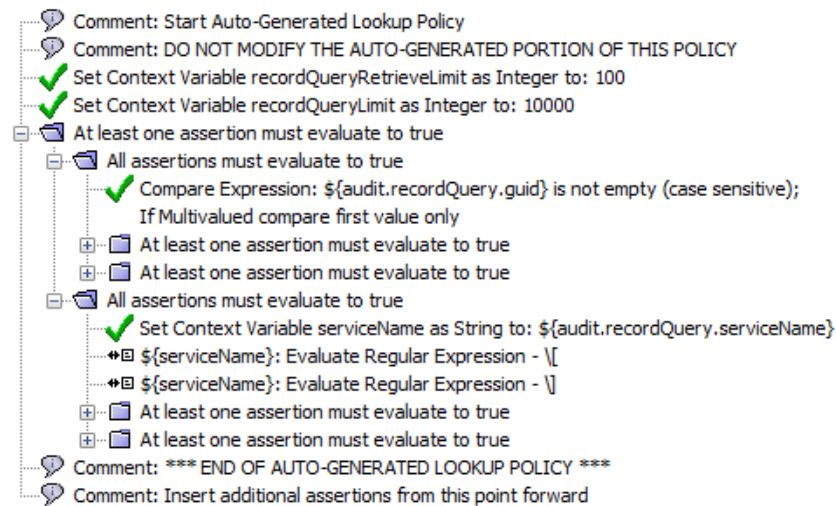 Comment: Start Auto-Generated Lookup Policy
Comment: DO NOT MODIFY THE AUTO-GENERATED PORTION OF THIS POLICY
Set Context Variable recordQueryRetrieveLimit as Integer to: 100
Set Context Variable recordQueryLimit as Integer to: 10000
At least one assertion must evaluate to true
All assertions must evaluate to true
Compare Expression: ${audit.recordQuery.guid} is not empty (case sensitive);
If Multivalued compare first value only
At least one assertion must evaluate to true
At least one assertion must evaluate to true
All assertions must evaluate to true
Set Context Variable serviceName as String to: ${audit.recordQuery.serviceName}
${serviceName}: Evaluate Regular Expression - \[
${serviceName}: Evaluate Regular Expression - \]
At least one assertion must evaluate to true
At least one assertion must evaluate to true
Comment: *** END OF AUTO-GENERATED LOOKUP POLICY ***
Comment: Insert additional assertions from this point forward